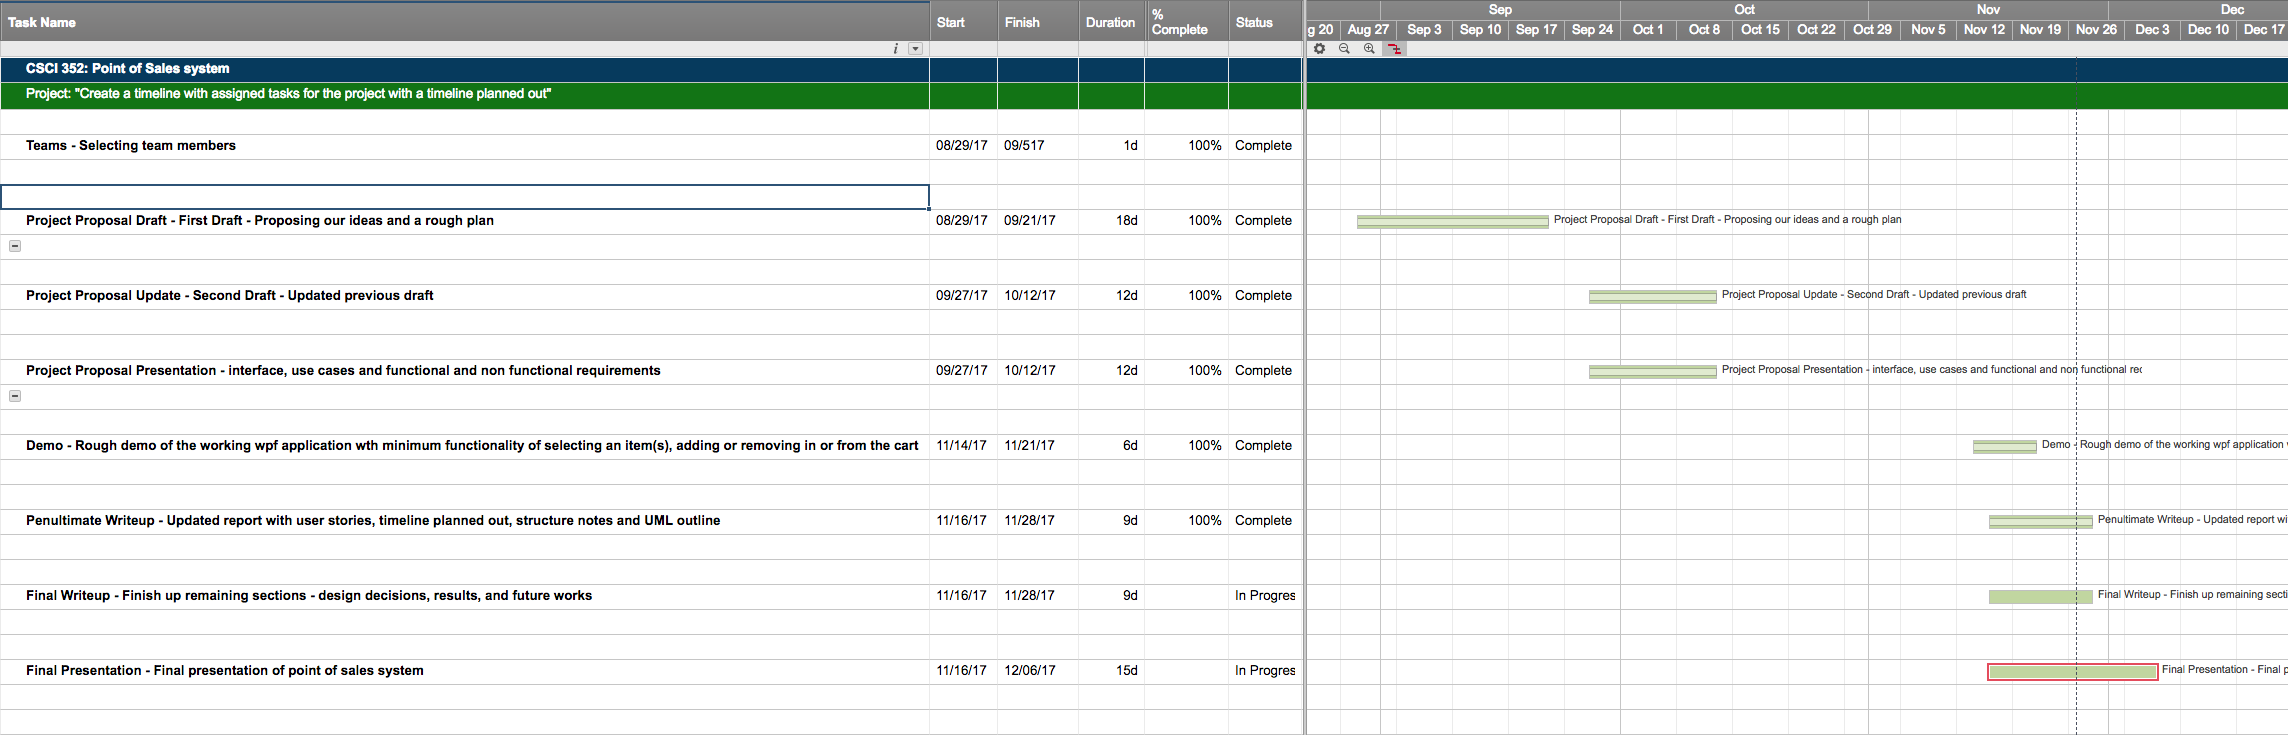 Task Name Start Finish Duration % Complete Status
Sep Oct Nov Dec
g 20 Aug 27 Sep 3 Sep 10 Sep 17 Sep 24 Oct 1 Oct 8 Oct 15 Oct 22 Oct 29 Nov 5 Nov 12 Nov 19 Nov 26 Dec 3 Dec 10 Dec 17
i
CSCI 352: Point of Sales system
Project: "Create a timeline with assigned tasks for the project with a timeline planned out"
Teams - Selecting team members 08/29/17 09/517 1d 100% Complete
Project Proposal Draft - First Draft - Proposing our ideas and a rough plan 08/29/17 09/21/17 18d 100% Complete Project Proposal Draft - First Draft - Proposing our ideas and a rough plan
Project Proposal Update - Second Draft - Updated previous draft 09/27/17 10/12/17 12d 100% Complete Project Proposal Update - Second Draft - Updated previous draft
Project Proposal Presentation - interface, use cases and functional and non functional requirements 09/27/17 10/12/17 12d 100% Complete Project Proposal Presentation - interface, use cases and functional and non functional rec
Demo - Rough demo of the working wpf application wth minimum functionality of selecting an item(s), adding or removing in or from the cart 11/14/17 11/21/17 6d 100% Complete Demo - Rough demo of the working wpf application
Penultimate Writeup - Updated report with user stories, timeline planned out, structure notes and UML outline 11/16/17 11/28/17 9d 100% Complete Penultimate Writeup - Updated report wi
Final Writeup - Finish up remaining sections - design decisions, results, and future works 11/16/17 11/28/17 9d In Progres Final Writeup - Finish up remaining secti
Final Presentation - Final presentation of point of sales system 11/16/17 12/06/17 15d In Progres Final Presentation - Final p